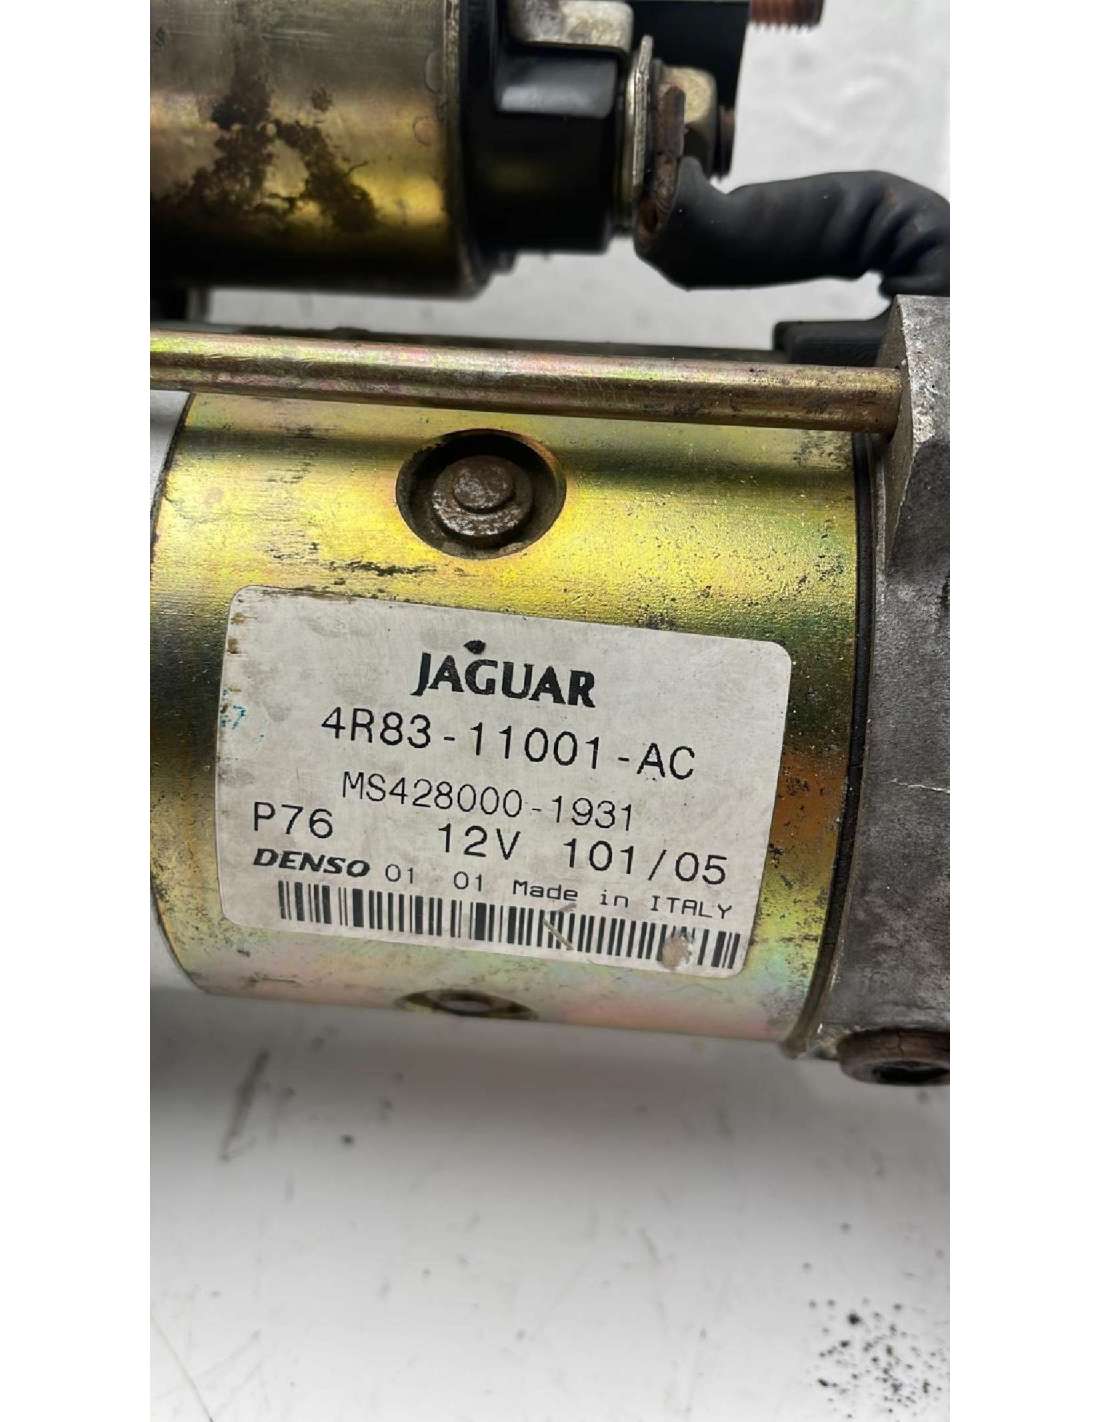 JAGUAR
4R83-11001-AC
MS428000-1931
P76 12V 101/05
DENSO 01 01 Made in ITALY